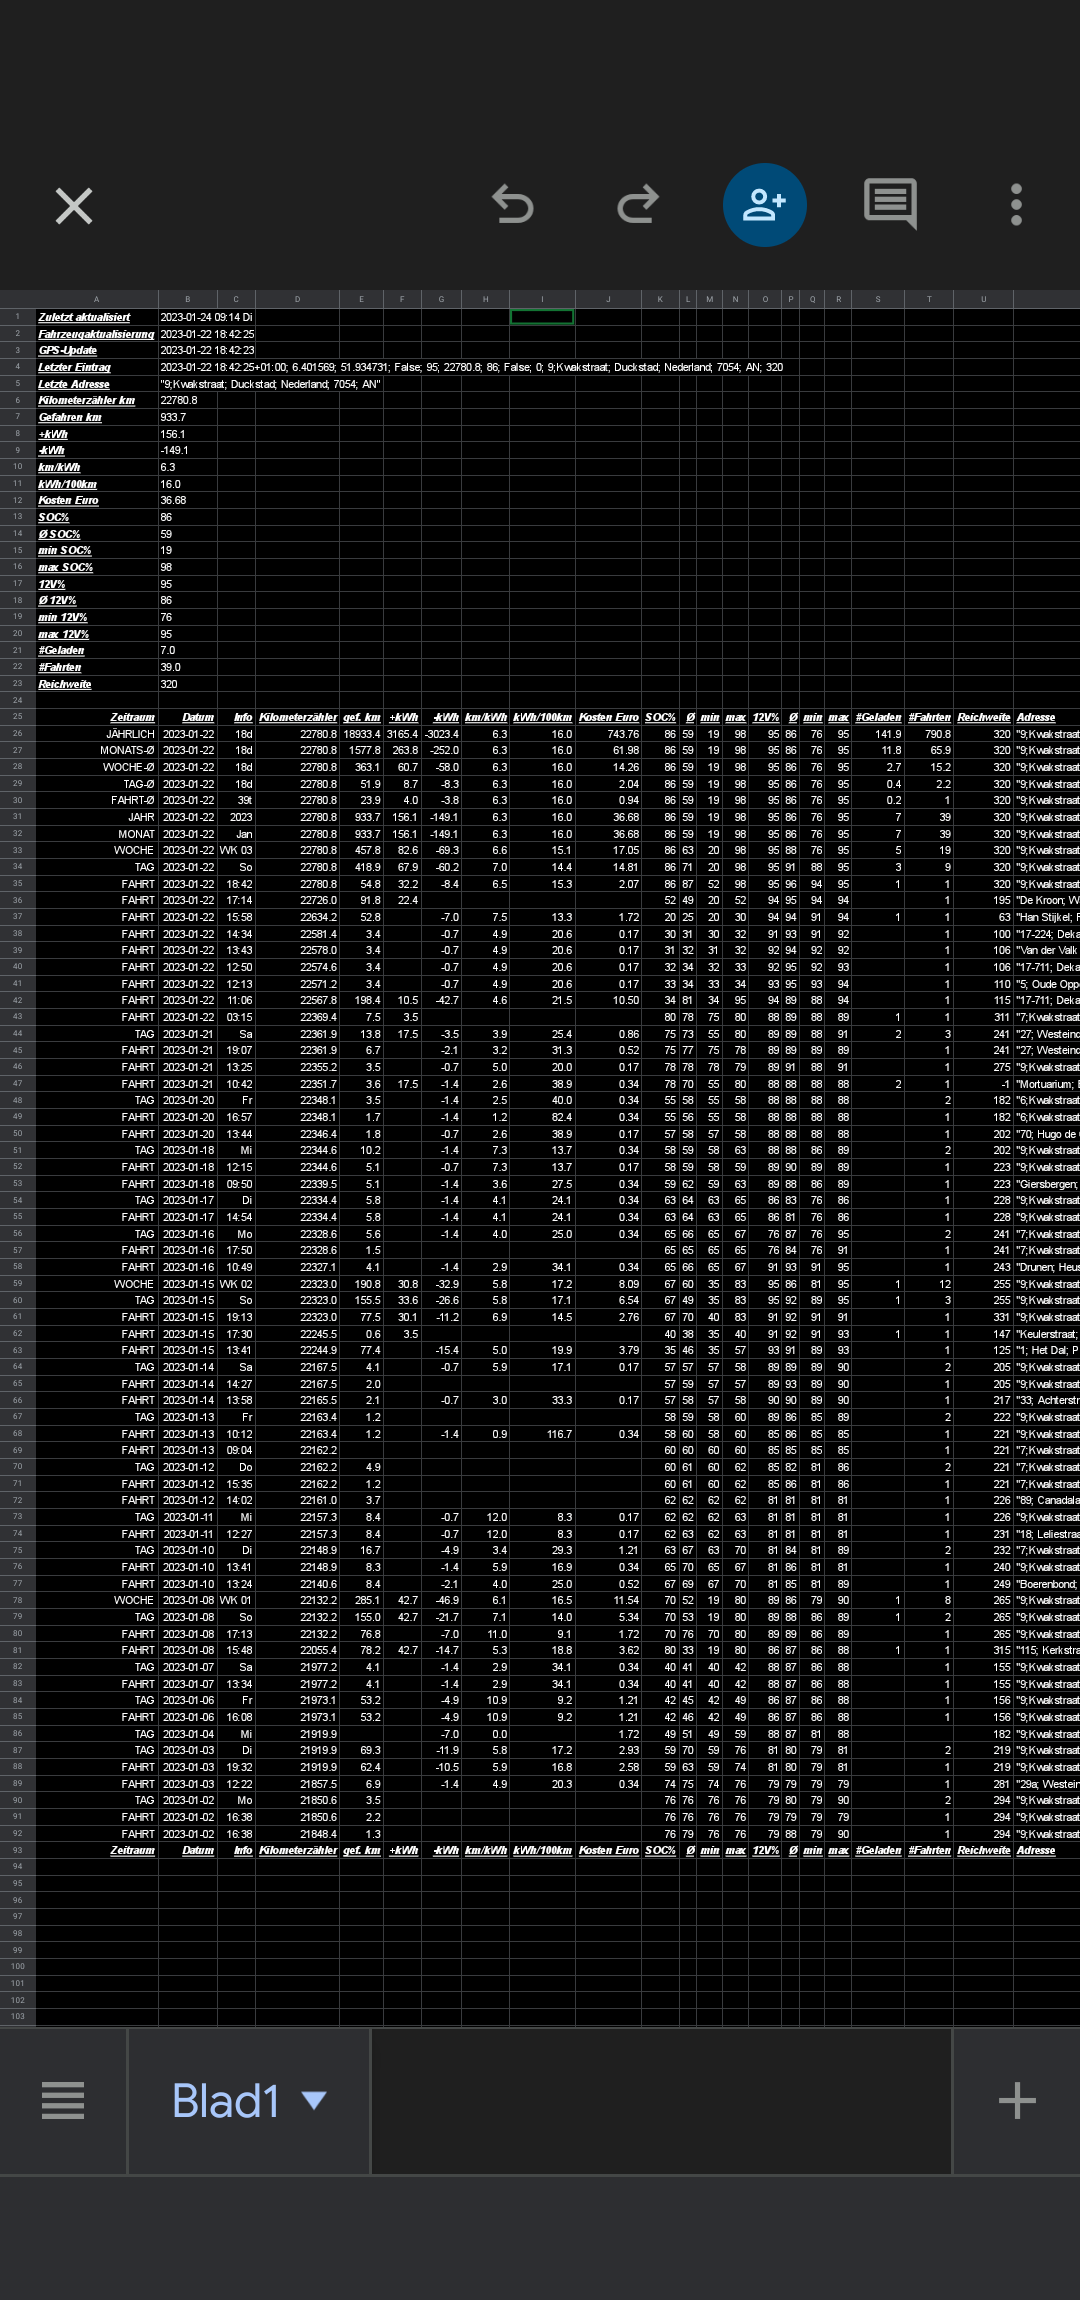 A B C D E F G H I J K L M N O P Q R S T U
1 Zuletzt aktualisiert 2023-01-24 09:14 Di
2 Fahrzeugaktualisierung 2023-01-22 18:42:25
3 GPS-Update 2023-01-22 18:42:23
4 Letzter Eintrag 2023-01-22 18:42:25+01:00; 6.401569; 51.934731; False; 95; 22780.8; 86; False; 0; 9;Kwakstraat; Duckstad; Nederland; 7054; AN; 320
5 Letzte Adresse "9;Kwakstraat; Duckstad; Nederland; 7054; AN"
6 Kilometerzähler km 22780.8
7 Gefahren km 933.7
8 +kWh 156.1
9 -kWh -149.1
10 km/kWh 6.3
11 kWh/100km 16.0
12 Kosten Euro 36.68
13 SOC% 86
14 Ø SOC% 59
15 min SOC% 19
16 max SOC% 98
17 12V% 95
18 Ø 12V% 86
19 min 12V% 76
20 max 12V% 95
21 #Geladen 7.0
22 #Fahrten 39.0
23 Reichweite 320
24
25 Zeitraum Datum Info Kilometerzähler gef. km +kWh -kWh km/kWh kWh/100km Kosten Euro SOC% Ø min max 12V% Ø min max #Geladen #Fahrten Reichweite Adresse
26 JÄHRLICH 2023-01-22 18d 22780.8 18933.4 3165.4 -3023.4 6.3 16.0 743.76 86 59 19 98 95 86 76 95 141.9 790.8 320 "9;Kwakstraat
27 MONATS-Ø 2023-01-22 18d 22780.8 1577.8 263.8 -252.0 6.3 16.0 61.98 86 59 19 98 95 86 76 95 11.8 65.9 320 "9;Kwakstraat
28 WOCHE-Ø 2023-01-22 18d 22780.8 363.1 60.7 -58.0 6.3 16.0 14.26 86 59 19 98 95 86 76 95 2.7 15.2 320 "9;Kwakstraat
29 TAG-Ø 2023-01-22 18d 22780.8 51.9 8.7 -8.3 6.3 16.0 2.04 86 59 19 98 95 86 76 95 0.4 2.2 320 "9;Kwakstraat
30 FAHRT-Ø 2023-01-22 39t 22780.8 23.9 4.0 -3.8 6.3 16.0 0.94 86 59 19 98 95 86 76 95 0.2 1 320 "9;Kwakstraat
31 JAHR 2023-01-22 2023 22780.8 933.7 156.1 -149.1 6.3 16.0 36.68 86 59 19 98 95 86 76 95 7 39 320 "9;Kwakstraat
32 MONAT 2023-01-22 Jan 22780.8 933.7 156.1 -149.1 6.3 16.0 36.68 86 59 19 98 95 86 76 95 7 39 320 "9;Kwakstraat
33 WOCHE 2023-01-22 WK 03 22780.8 457.8 82.6 -69.3 6.6 15.1 17.05 86 63 20 98 95 88 76 95 5 19 320 "9;Kwakstraat
34 TAG 2023-01-22 So 22780.8 418.9 67.9 -60.2 7.0 14.4 14.81 86 71 20 98 95 91 88 95 3 9 320 "9;Kwakstraat
35 FAHRT 2023-01-22 18:42 22780.8 54.8 32.2 -8.4 6.5 15.3 2.07 86 87 52 98 95 96 94 95 1 1 320 "9;Kwakstraat
36 FAHRT 2023-01-22 17:14 22726.0 91.8 22.4 52 49 20 52 94 95 94 94 1 195 "De Kroon; W
37 FAHRT 2023-01-22 15:58 22634.2 52.8 -7.0 7.5 13.3 1.72 20 25 20 30 94 94 91 94 1 1 63 "Han Stijkel; F
38 FAHRT 2023-01-22 14:34 22581.4 3.4 -0.7 4.9 20.6 0.17 30 31 30 32 91 93 91 92 1 100 "17-224; Deka
39 FAHRT 2023-01-22 13:43 22578.0 3.4 -0.7 4.9 20.6 0.17 31 32 31 32 92 94 92 92 1 106 "Van der Valk
40 FAHRT 2023-01-22 12:50 22574.6 3.4 -0.7 4.9 20.6 0.17 32 34 32 33 92 95 92 93 1 106 "17-711; Deka
41 FAHRT 2023-01-22 12:13 22571.2 3.4 -0.7 4.9 20.6 0.17 33 34 33 34 93 95 93 94 1 110 "5; Oude Opp
42 FAHRT 2023-01-22 11:06 22567.8 198.4 10.5 -42.7 4.6 21.5 10.50 34 81 34 95 94 89 88 94 1 115 "17-711; Deka
43 FAHRT 2023-01-22 03:15 22369.4 7.5 3.5 80 78 75 80 88 89 88 89 1 1 311 "7;Kwakstraat
44 TAG 2023-01-21 Sa 22361.9 13.8 17.5 -3.5 3.9 25.4 0.86 75 73 55 80 89 89 88 91 2 3 241 "27; Westeind
45 FAHRT 2023-01-21 19:07 22361.9 6.7 -2.1 3.2 31.3 0.52 75 77 75 78 89 89 89 89 1 241 "27; Westeind
46 FAHRT 2023-01-21 13:25 22355.2 3.5 -0.7 5.0 20.0 0.17 78 78 78 79 89 91 88 91 1 275 "9;Kwakstraat
47 FAHRT 2023-01-21 10:42 22351.7 3.6 17.5 -1.4 2.6 38.9 0.34 78 70 55 80 88 88 88 88 2 1 -1 "Mortuarium; E
48 TAG 2023-01-20 Fr 22348.1 3.5 -1.4 2.5 40.0 0.34 55 58 55 58 88 88 88 88 2 182 "6;Kwakstraat
49 FAHRT 2023-01-20 16:57 22348.1 1.7 -1.4 1.2 82.4 0.34 55 56 55 58 88 88 88 88 1 182 "6;Kwakstraat
50 FAHRT 2023-01-20 13:44 22346.4 1.8 -0.7 2.6 38.9 0.17 57 58 57 58 88 88 88 88 1 202 "70; Hugo de
51 TAG 2023-01-18 Mi 22344.6 10.2 -1.4 7.3 13.7 0.17 58 59 58 63 88 88 86 89 2 202 "9;Kwakstraat
52 FAHRT 2023-01-18 12:15 22344.6 5.1 -0.7 7.3 13.7 0.17 58 59 58 59 89 90 89 89 1 223 "9;Kwakstraat
53 FAHRT 2023-01-18 09:50 22339.5 5.1 -1.4 3.6 27.5 0.34 59 62 59 63 89 88 86 89 1 223 "Giersbergen;
54 TAG 2023-01-17 Di 22334.4 5.8 -1.4 4.1 24.1 0.34 63 64 63 65 86 83 76 86 1 228 "9;Kwakstraat
55 FAHRT 2023-01-17 14:54 22334.4 5.8 -1.4 4.1 24.1 0.34 63 64 63 65 86 81 76 86 1 228 "9;Kwakstraat
56 TAG 2023-01-16 Mo 22328.6 5.6 -1.4 4.0 25.0 0.34 65 66 65 67 76 87 76 95 2 241 "7;Kwakstraat
57 FAHRT 2023-01-16 17:50 22328.6 1.5 65 65 65 65 76 84 76 91 1 241 "7;Kwakstraat
58 FAHRT 2023-01-16 10:49 22327.1 4.1 -1.4 2.9 34.1 0.34 65 66 65 67 91 93 91 95 1 243 "Drunen; Heus
59 WOCHE 2023-01-15 WK 02 22323.0 190.8 30.8 -32.9 5.8 17.2 8.09 67 60 35 83 95 86 81 95 1 12 255 "9;Kwakstraat
60 TAG 2023-01-15 So 22323.0 155.5 33.6 -26.6 5.8 17.1 6.54 67 49 35 83 95 92 89 95 1 3 255 "9;Kwakstraat
61 FAHRT 2023-01-15 19:13 22323.0 77.5 30.1 -11.2 6.9 14.5 2.76 67 70 40 83 91 92 91 91 1 331 "9;Kwakstraat
62 FAHRT 2023-01-15 17:30 22245.5 0.6 3.5 40 38 35 40 91 92 91 93 1 1 147 "Keulerstraat;
63 FAHRT 2023-01-15 13:41 22244.9 77.4 -15.4 5.0 19.9 3.79 35 46 35 57 93 91 89 93 1 125 "1; Het Dal; P
64 TAG 2023-01-14 Sa 22167.5 4.1 -0.7 5.9 17.1 0.17 57 57 57 58 89 89 89 90 2 205 "9;Kwakstraat
65 FAHRT 2023-01-14 14:27 22167.5 2.0 57 59 57 57 89 93 89 90 1 205 "9;Kwakstraat
66 FAHRT 2023-01-14 13:58 22165.5 2.1 -0.7 3.0 33.3 0.17 57 58 57 58 90 90 89 90 1 217 "33; Achterstr
67 TAG 2023-01-13 Fr 22163.4 1.2 58 59 58 60 89 86 85 89 2 222 "9;Kwakstraat
68 FAHRT 2023-01-13 10:12 22163.4 1.2 -1.4 0.9 116.7 0.34 58 60 58 60 85 86 85 85 1 221 "9;Kwakstraat
69 FAHRT 2023-01-13 09:04 22162.2 60 60 60 60 85 85 85 85 1 221 "7;Kwakstraat
70 TAG 2023-01-12 Do 22162.2 4.9 60 61 60 62 85 82 81 86 2 221 "7;Kwakstraat
71 FAHRT 2023-01-12 15:35 22162.2 1.2 60 61 60 62 85 86 81 86 1 221 "7;Kwakstraat
72 FAHRT 2023-01-12 14:02 22161.0 3.7 62 62 62 62 81 81 81 81 1 226 "89; Canadala
73 TAG 2023-01-11 Mi 22157.3 8.4 -0.7 12.0 8.3 0.17 62 62 62 63 81 81 81 81 1 226 "9;Kwakstraat
74 FAHRT 2023-01-11 12:27 22157.3 8.4 -0.7 12.0 8.3 0.17 62 63 62 63 81 81 81 81 1 231 "18; Leliestraa
75 TAG 2023-01-10 Di 22148.9 16.7 -4.9 3.4 29.3 1.21 63 67 63 70 81 84 81 89 2 232 "7;Kwakstraat
76 FAHRT 2023-01-10 13:41 22148.9 8.3 -1.4 5.9 16.9 0.34 65 70 65 67 81 86 81 81 1 240 "9;Kwakstraat
77 FAHRT 2023-01-10 13:24 22140.6 8.4 -2.1 4.0 25.0 0.52 67 69 67 70 81 85 81 89 1 249 "Boerenbond;
78 WOCHE 2023-01-08 WK 01 22132.2 285.1 42.7 -46.9 6.1 16.5 11.54 70 52 19 80 89 86 79 90 1 8 265 "9;Kwakstraat
79 TAG 2023-01-08 So 22132.2 155.0 42.7 -21.7 7.1 14.0 5.34 70 53 19 80 89 88 86 89 1 2 265 "9;Kwakstraat
80 FAHRT 2023-01-08 17:13 22132.2 76.8 -7.0 11.0 9.1 1.72 70 76 70 80 89 89 86 89 1 265 "9;Kwakstraat
81 FAHRT 2023-01-08 15:48 22055.4 78.2 42.7 -14.7 5.3 18.8 3.62 80 33 19 80 86 87 86 88 1 1 315 "115; Kerkstra
82 TAG 2023-01-07 Sa 21977.2 4.1 -1.4 2.9 34.1 0.34 40 41 40 42 88 87 86 88 1 155 "9;Kwakstraat
83 FAHRT 2023-01-07 13:34 21977.2 4.1 -1.4 2.9 34.1 0.34 40 41 40 42 88 87 86 88 1 155 "9;Kwakstraat
84 TAG 2023-01-06 Fr 21973.1 53.2 -4.9 10.9 9.2 1.21 42 45 42 49 86 87 86 88 1 156 "9;Kwakstraat
85 FAHRT 2023-01-06 16:08 21973.1 53.2 -4.9 10.9 9.2 1.21 42 46 42 49 86 87 86 88 1 156 "9;Kwakstraat
86 TAG 2023-01-04 Mi 21919.9 -7.0 0.0 1.72 49 51 49 59 88 87 81 88 182 "9;Kwakstraat
87 TAG 2023-01-03 Di 21919.9 69.3 -11.9 5.8 17.2 2.93 59 70 59 76 81 80 79 81 2 219 "9;Kwakstraat
88 FAHRT 2023-01-03 19:32 21919.9 62.4 -10.5 5.9 16.8 2.58 59 63 59 74 81 80 79 81 1 219 "9;Kwakstraat
89 FAHRT 2023-01-03 12:22 21857.5 6.9 -1.4 4.9 20.3 0.34 74 75 74 76 79 79 79 79 1 281 "29a; Westein
90 TAG 2023-01-02 Mo 21850.6 3.5 76 76 76 76 79 80 79 90 2 294 "9;Kwakstraat
91 FAHRT 2023-01-02 16:38 21850.6 2.2 76 76 76 76 79 79 79 79 1 294 "9;Kwakstraat
92 FAHRT 2023-01-02 16:38 21848.4 1.3 76 79 76 76 79 88 79 90 1 294 "9;Kwakstraat
93 Zeitraum Datum Info Kilometerzähler gef. km +kWh -kWh km/kWh kWh/100km Kosten Euro SOC% Ø min max 12V% Ø min max #Geladen #Fahrten Reichweite Adresse
94
95
96
97
98
99
100
101
102
103
Blad1